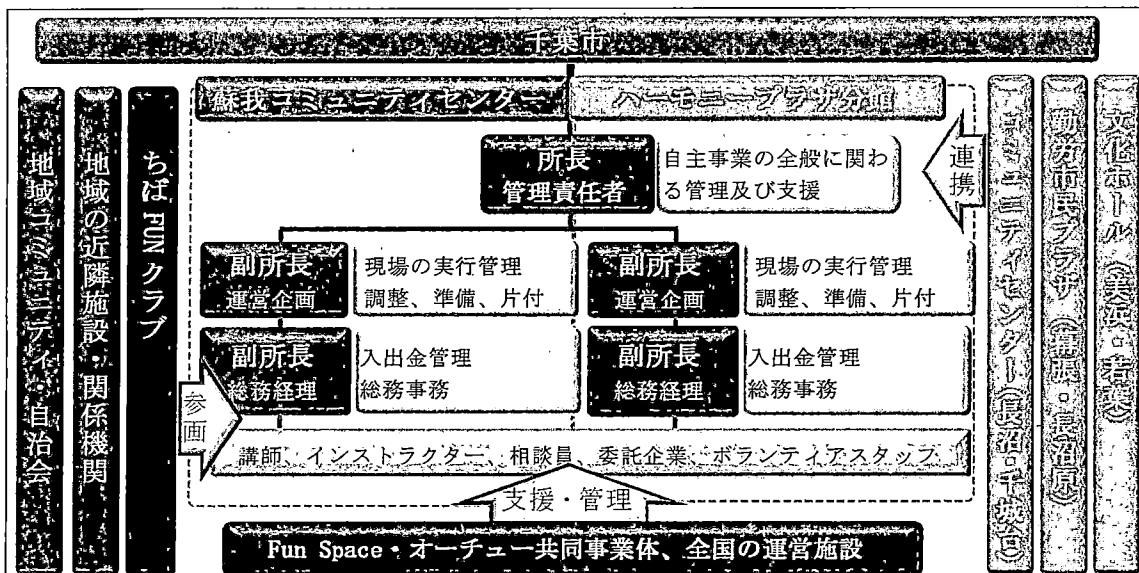 千葉市
蘇我コミュニティセンター
ハーモニープラザ分館
地域コミュニティ・自治会
地域の近隣施設・関係機関
ちば FUN クラブ
所長
管理責任者
自主事業の全般に関わ
る管理及び支援
連携
副所長
運営企画
現場の実行管理
調整、準備、片付
副所長
運営企画
現場の実行管理
調整、準備、片付
副所長
総務経理
入出金管理
総務事務
副所長
総務経理
入出金管理
総務事務
参画
講師、インストラクター、相談員、委託企業、ボランティアスタッフ
支援・管理
Fun Space・オーチュー共同事業体、全国の運営施設
コミュニティセンター（長沼・千城台）
市民プラザ（幕張・長沼原）
文化ホール（美浜・若葉）